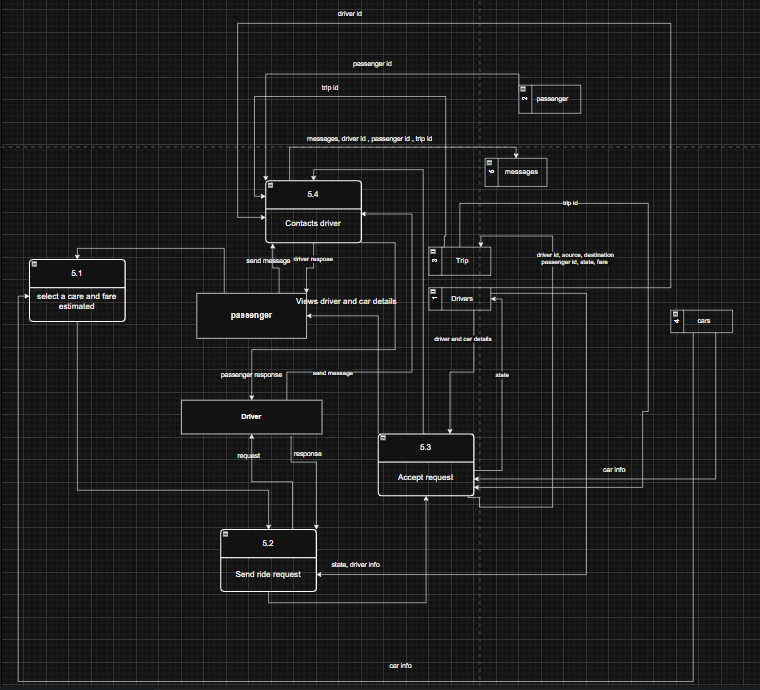 driver id
passenger id
trip id
2
passenger
messages, driver id , passenger id , trip id
5
messages
5.4
Contacts driver
trip id
send message
driver respose
3
Trip
driver id, source, destination
passenger id, state, fare
5.1
select a care and fare
estimated
passenger
Views driver and car details
1
Drivers
4
cars
driver and car details
passenger response
send message
state
Driver
request
response
5.3
Accept request
car info
5.2
Send ride request
state, driver info
car info